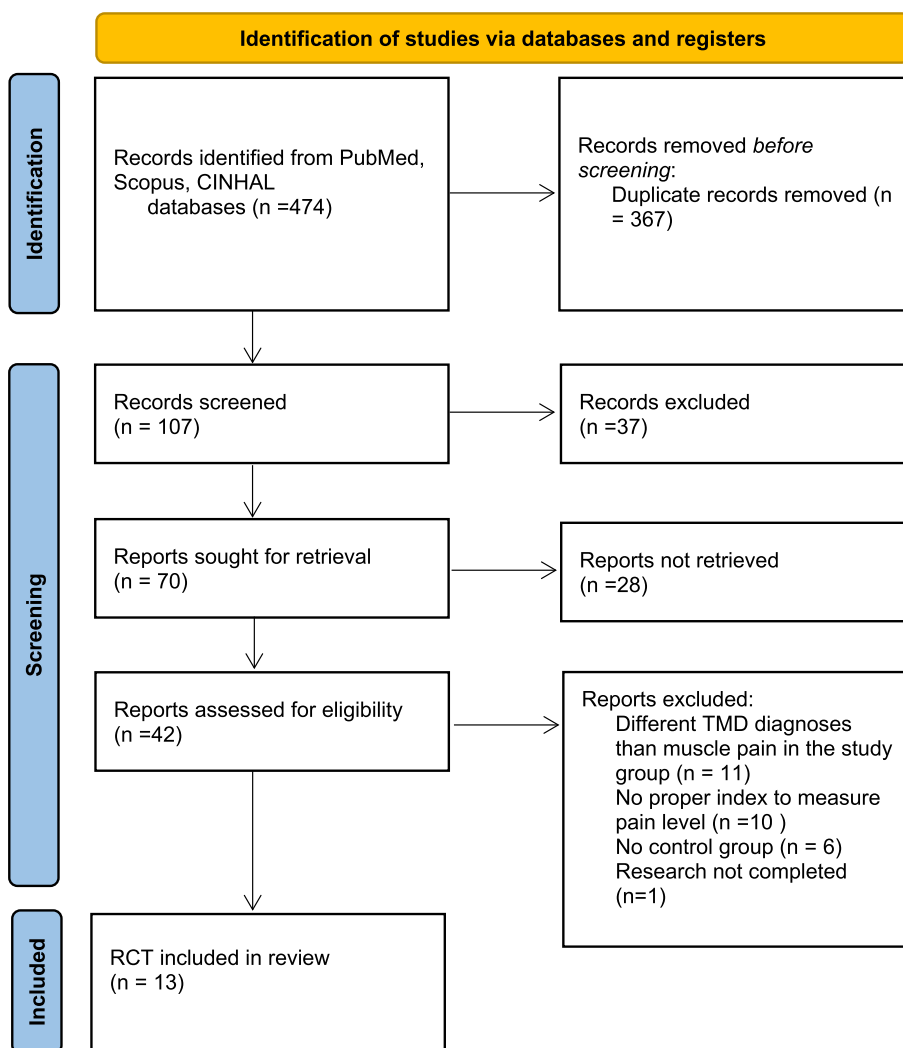 Identification of studies via databases and registers
Identification
Records identified from PubMed,
Scopus, CINHAL
databases (n =474)
Records removed before
screening:
Duplicate records removed (n
= 367)
Screening
Records screened
(n = 107)
Records excluded
(n =37)
Reports sought for retrieval
(n = 70)
Reports not retrieved
(n =28)
Reports assessed for eligibility
(n =42)
Reports excluded:
Different TMD diagnoses
than muscle pain in the study
group (n = 11)
No proper index to measure
pain level (n =10 )
No control group (n = 6)
Research not completed
(n=1)
Included
RCT included in review
(n = 13)